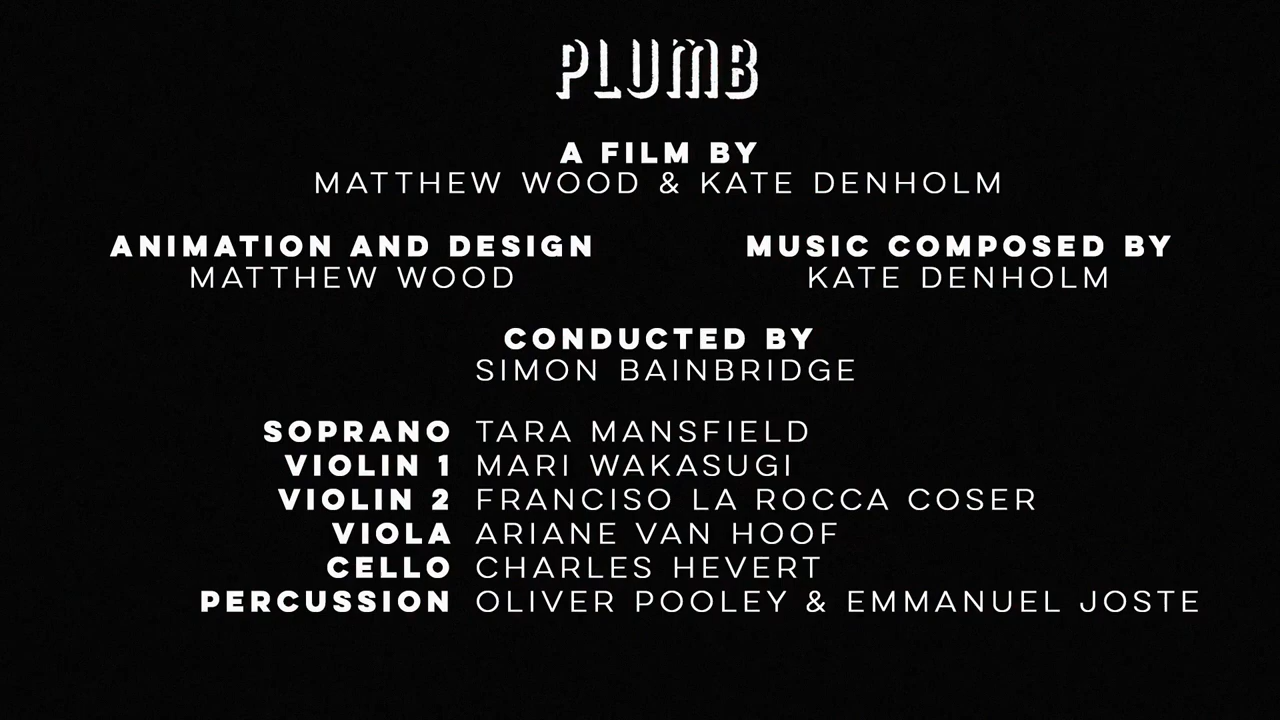 PLUMB
A FILM BY
MATTHEW WOOD & KATE DENHOLM
ANIMATION AND DESIGN
MATTHEW WOOD
MUSIC COMPOSED BY
KATE DENHOLM
CONDUCTED BY
SIMON BAINBRIDGE
SOPRANO TARA MANSFIELD
VIOLIN 1 MARI WAKASUGI
VIOLIN 2 FRANCISO LA ROCCA COSER
VIOLA ARIANE VAN HOOF
CELLO CHARLES HEVERT
PERCUSSION OLIVER POOLEY & EMMANUEL JOSTE